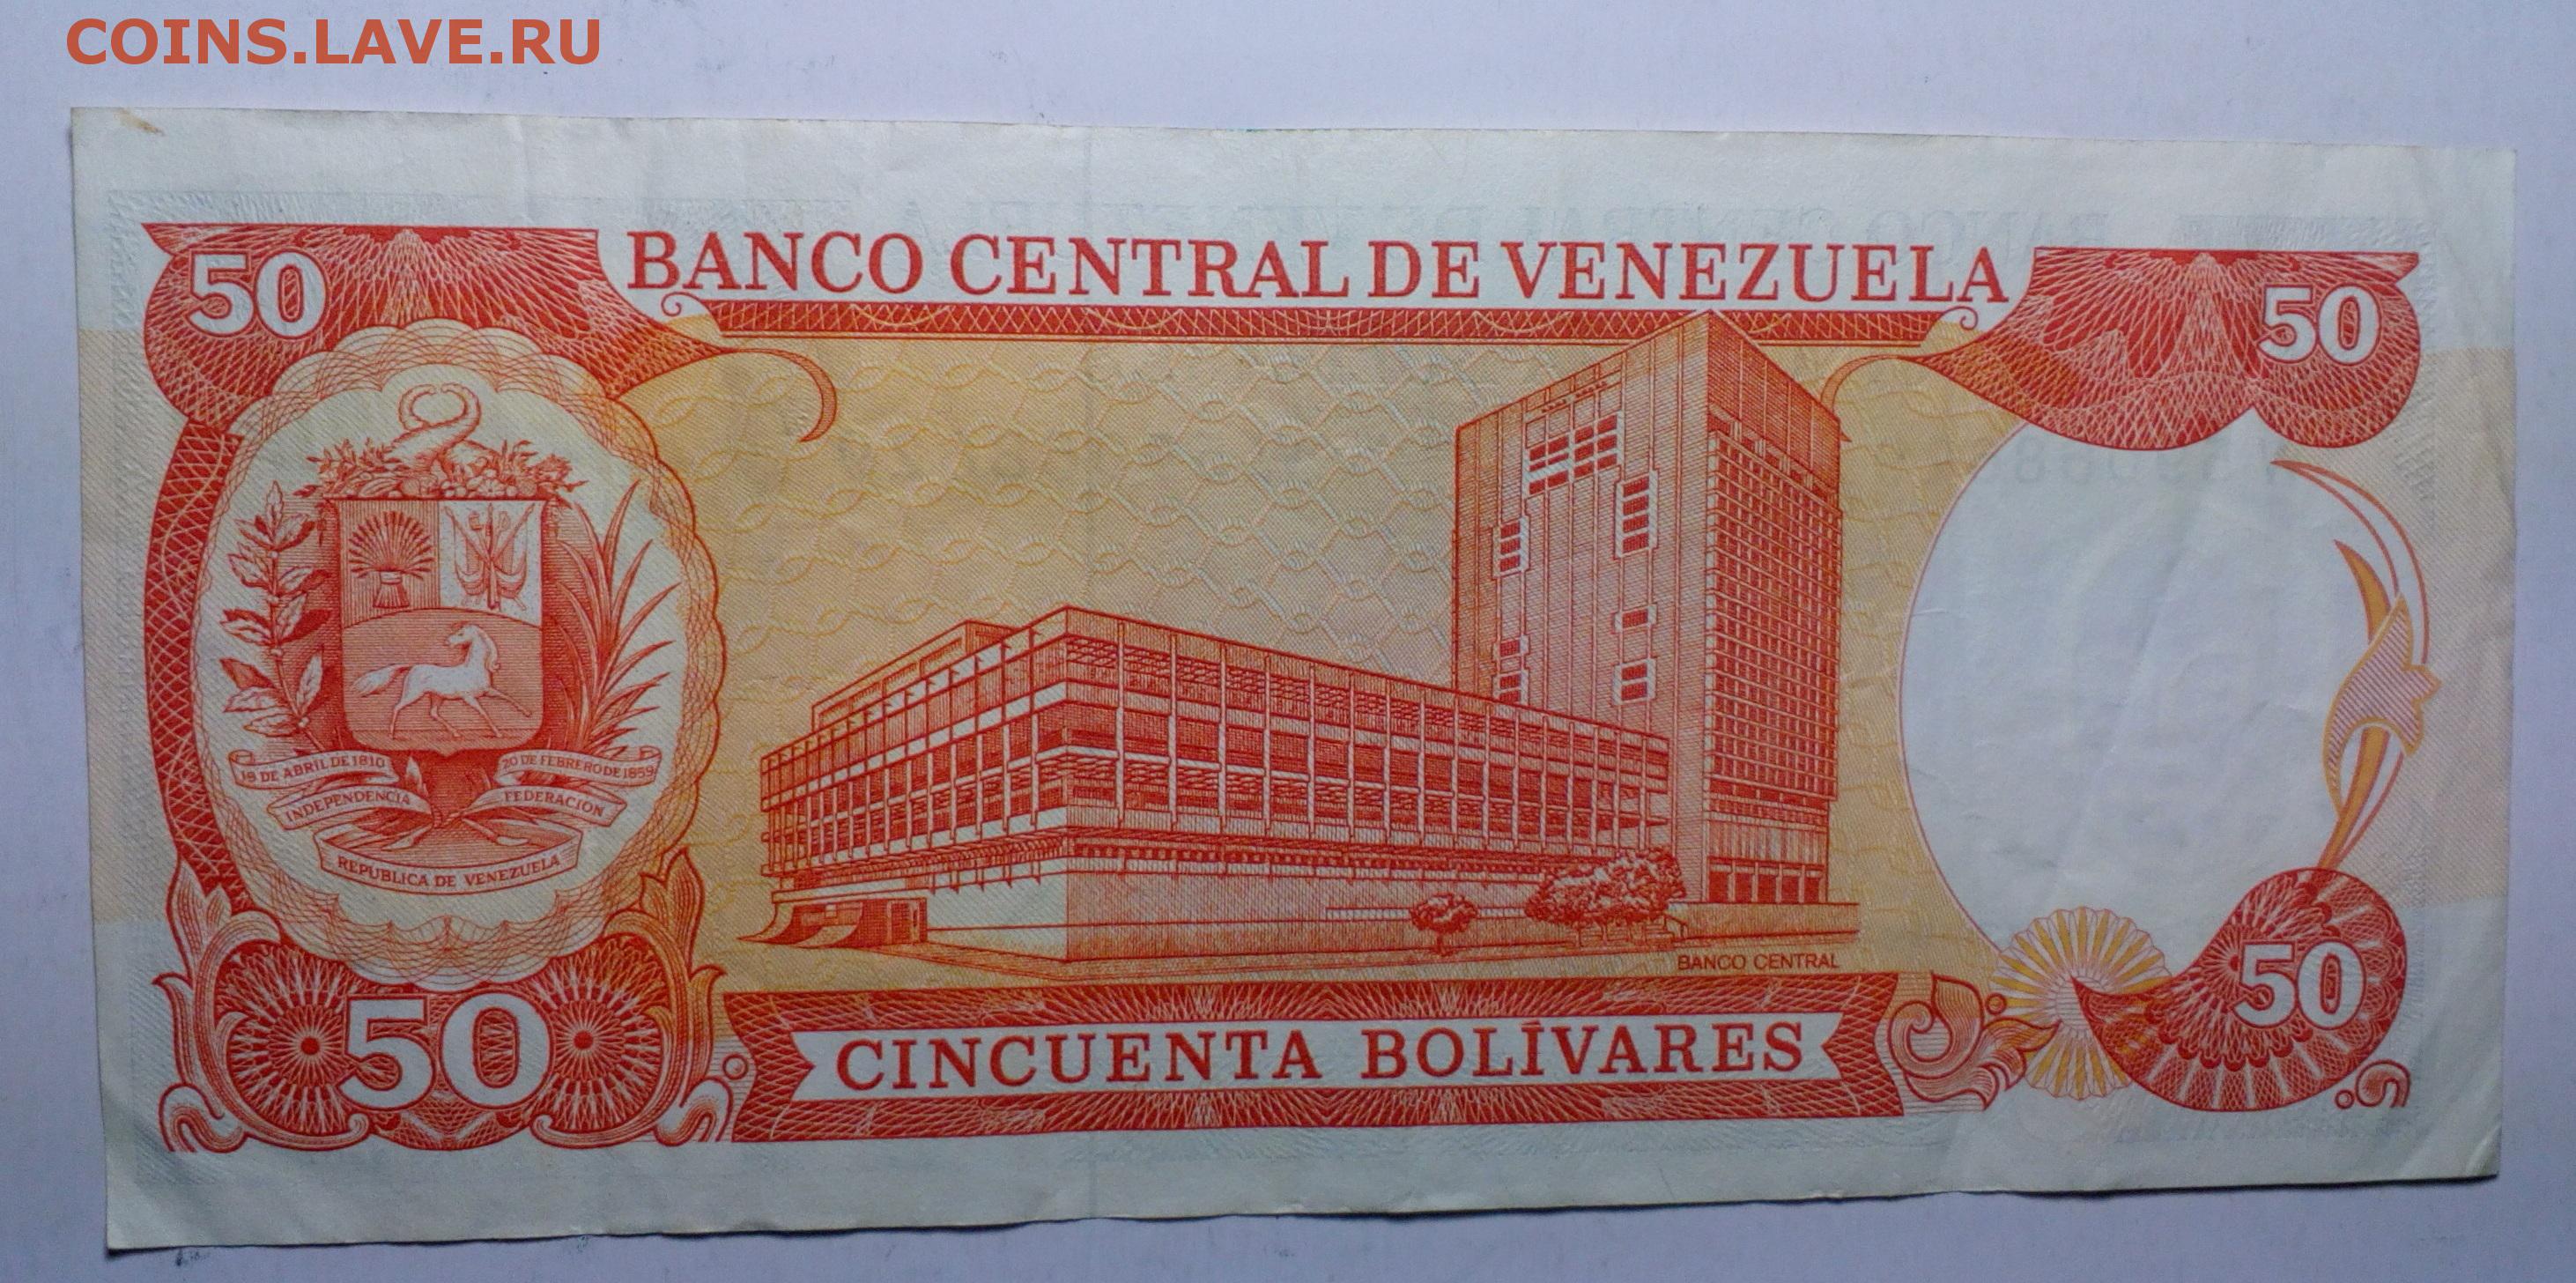 COINS.LAVE.RU
50 BANCO CENTRAL DE VENEZUELA 50
19 DE ABRIL DE 1810 20 DE FEBRERO DE 1859
INDEPENDENCIA FEDERACION
REPUBLICA DE VENEZUELA
BANCO CENTRAL
50 CINCUENTA BOLÍVARES 50